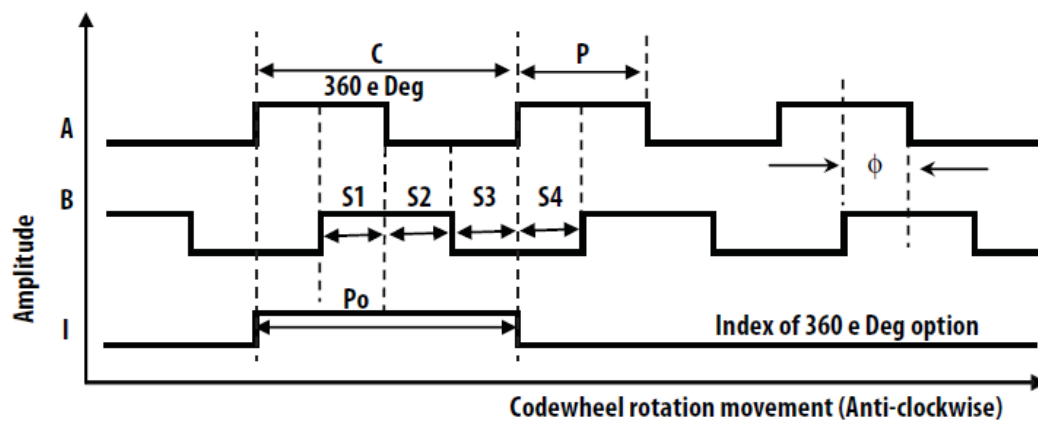 C
P
360 e Deg
A
ϕ
B
S1 S2 S3 S4
Amplitude
Po
I
Index of 360 e Deg option
Codewheel rotation movement (Anti-clockwise)